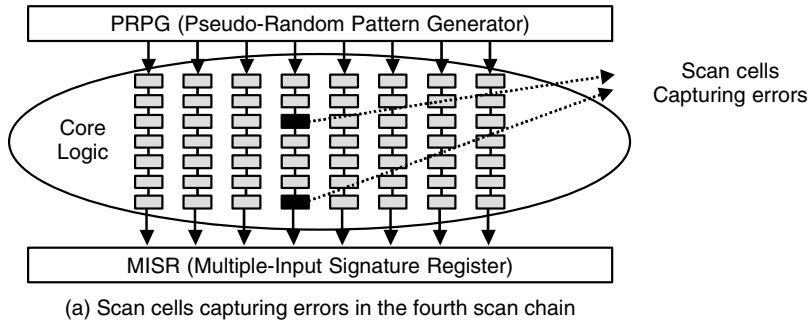 PRPG (Pseudo-Random Pattern Generator)
Scan cells
Capturing errors
Core
Logic
MISR (Multiple-Input Signature Register)
(a) Scan cells capturing errors in the fourth scan chain